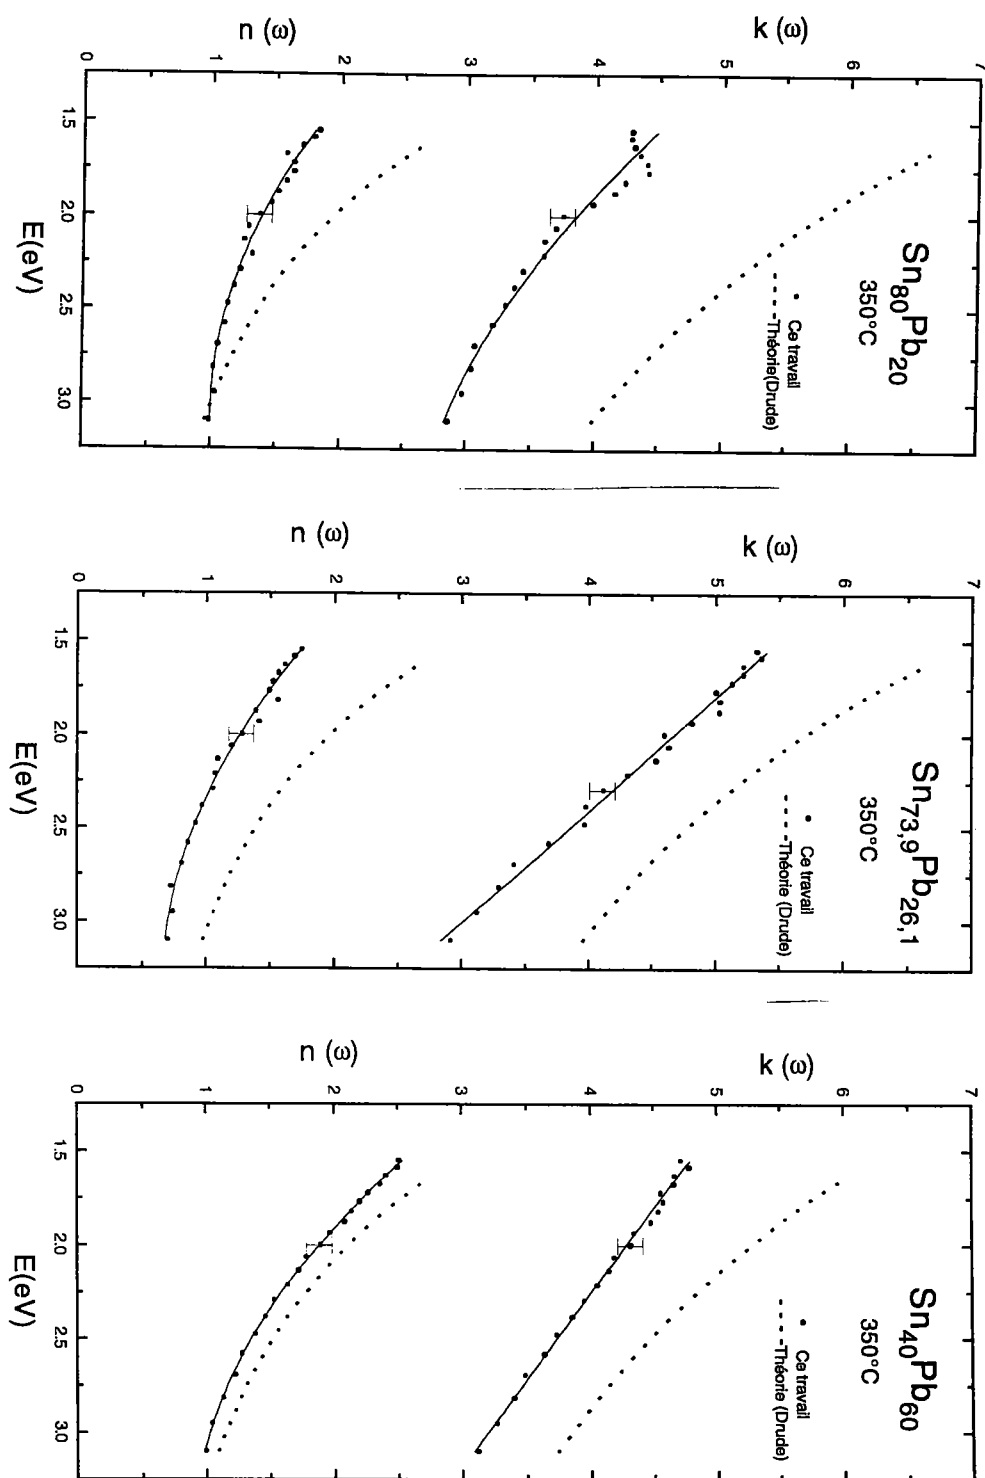 Sn80Pb20
350°C
Ce travail
Théorie(Drude)
k (ω)
n (ω)
0 1 2 3 4 5 6 7
1.5 2.0 2.5 3.0
E(eV)
Sn73,9Pb26,1
350°C
Ce travail
Théorie (Drude)
k (ω)
n (ω)
0 1 2 3 4 5 6 7
1.5 2.0 2.5 3.0
E(eV)
Sn40Pb60
350°C
Ce travail
Théorie (Drude)
k (ω)
n (ω)
0 1 2 3 4 5 6 7
1.5 2.0 2.5 3.0
E(eV)